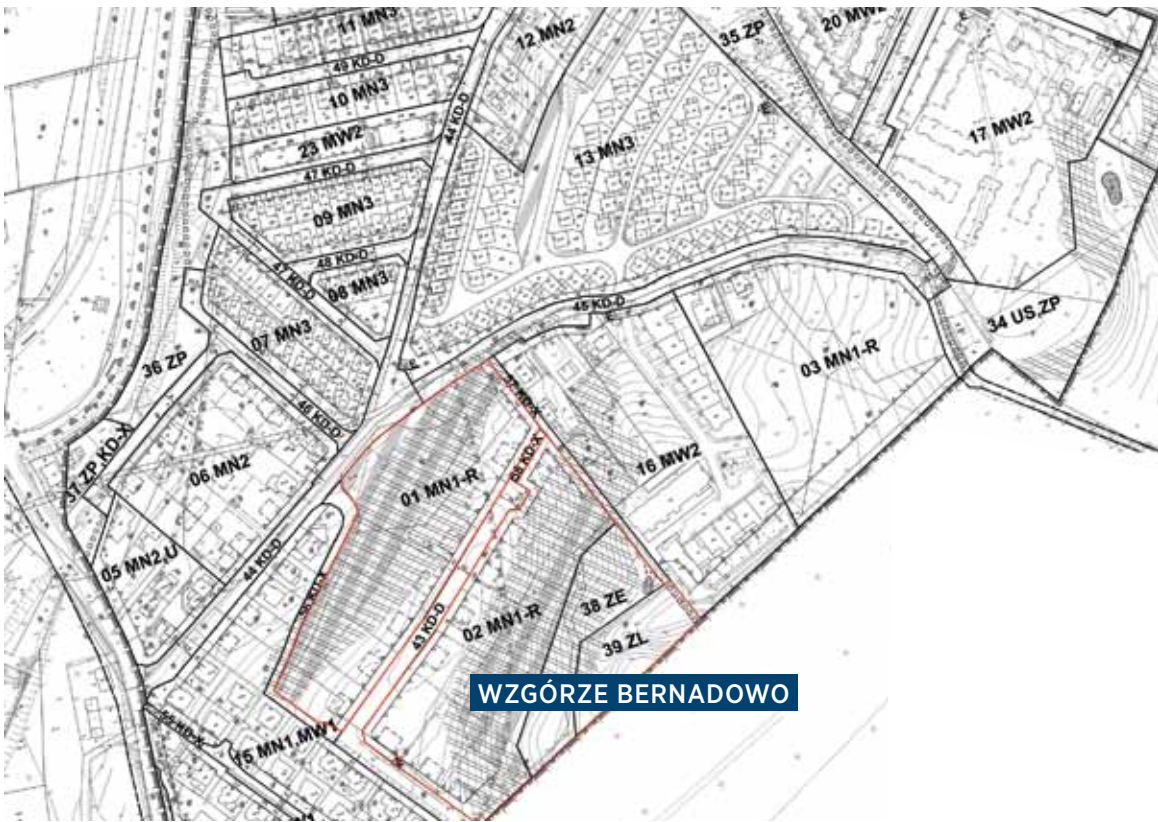 11 MN3
12 MN2
35 ZP
20 MW2
49 KD-D
10 MN3
44 KD-D
17 MW2
23 MW2
13 MN3
47 KD-D
09 MN3
48 KD-D
47 KD-D
08 MN3
45 KD-D
34 US,ZP
07 MN3
36 ZP
03 MN1-R
46 KD-D
37 ZP,KD-X
06 MN2
58 KD-X
16 MW2
01 MN1-R
05 MN2,U
44 KD-D
38 ZE
43 KD-D
02 MN1-R
39 ZL
WZGÓRZE BERNADOWO
15 MN1,MW1